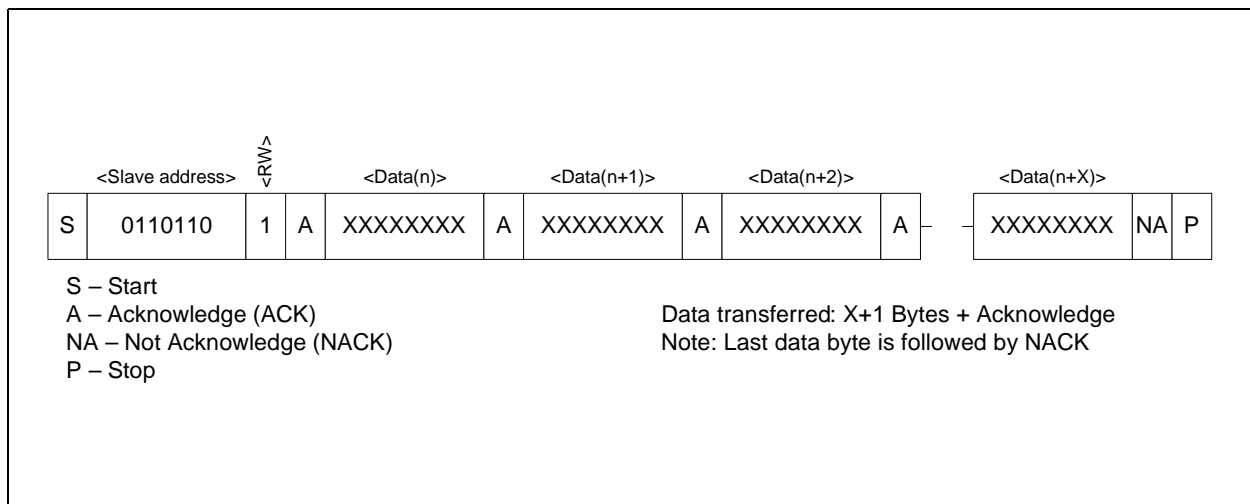 <Slave address> <RW> <Data(n)> <Data(n+1)> <Data(n+2)> <Data(n+X)>
S 0110110 1 A XXXXXXXX A XXXXXXXX A XXXXXXXX A XXXXXXXX NA P
S – Start
A – Acknowledge (ACK)
NA – Not Acknowledge (NACK)
P – Stop
Data transferred: X+1 Bytes + Acknowledge
Note: Last data byte is followed by NACK